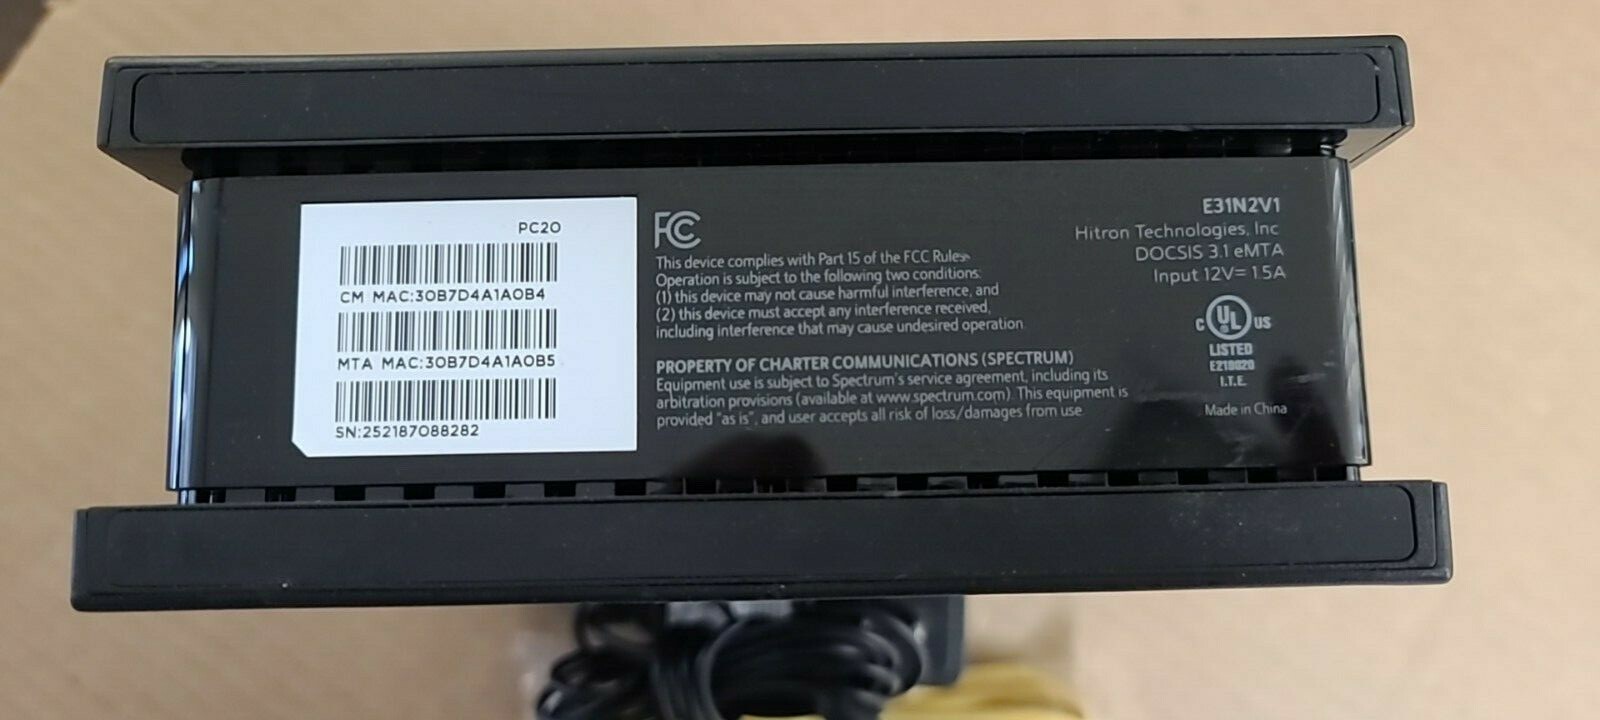 PC20
CM MAC:30B7D4A1A0B4
MTA MAC:30B7D4A1A0B5
SN:252187088282
FC
This device complies with Part 15 of the FCC Rules.
Operation is subject to the following two conditions:
(1) this device may not cause harmful interference, and
(2) this device must accept any interference received,
including interference that may cause undesired operation.
PROPERTY OF CHARTER COMMUNICATIONS (SPECTRUM)
Equipment use is subject to Spectrum's service agreement, including its
arbitration provisions (available at www.spectrum.com). This equipment is
provided "as is", and user accepts all risk of loss/damages from use
E31N2V1
Hitron Technologies, Inc
DOCSIS 3.1 eMTA
Input 12V= 1.5A
C UL US
LISTED
E218020
I.T.E.
Made in China